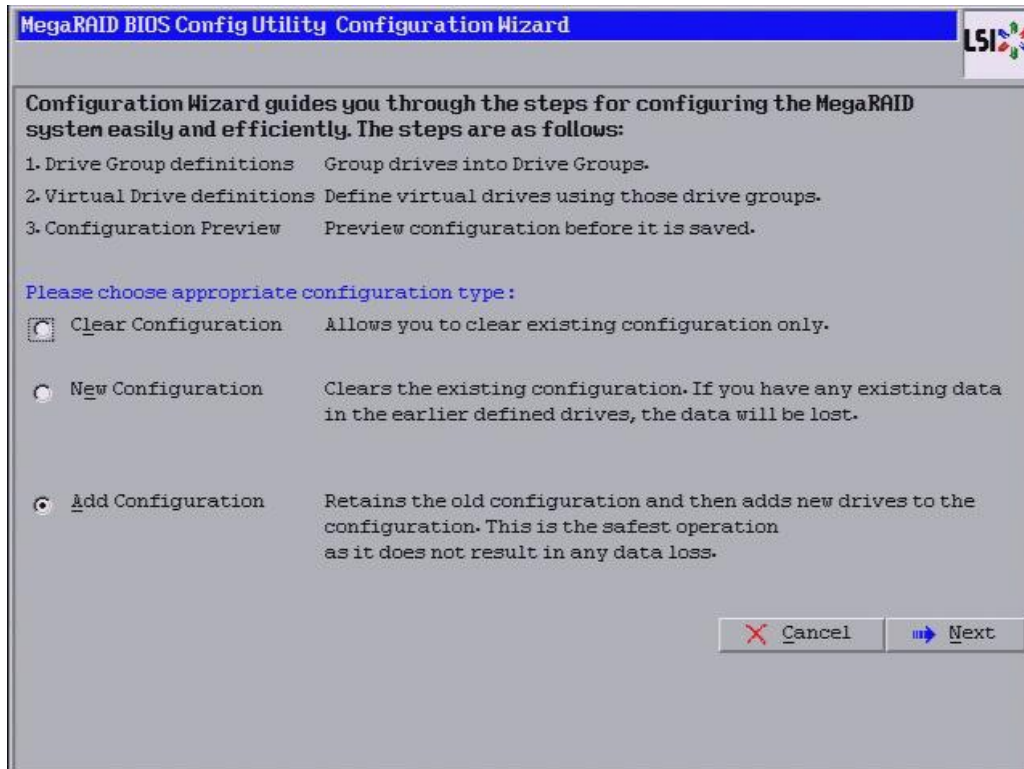 MegaRAID BIOS Config Utility Configuration Wizard
LSI
Configuration Wizard guides you through the steps for configuring the MegaRAID
system easily and efficiently. The steps are as follows:
1. Drive Group definitions Group drives into Drive Groups.
2. Virtual Drive definitions Define virtual drives using those drive groups.
3. Configuration Preview Preview configuration before it is saved.
Please choose appropriate configuration type:
Clear Configuration Allows you to clear existing configuration only.
New Configuration Clears the existing configuration. If you have any existing data
in the earlier defined drives, the data will be lost.
Add Configuration Retains the old configuration and then adds new drives to the
configuration. This is the safest operation
as it does not result in any data loss.
Cancel Next